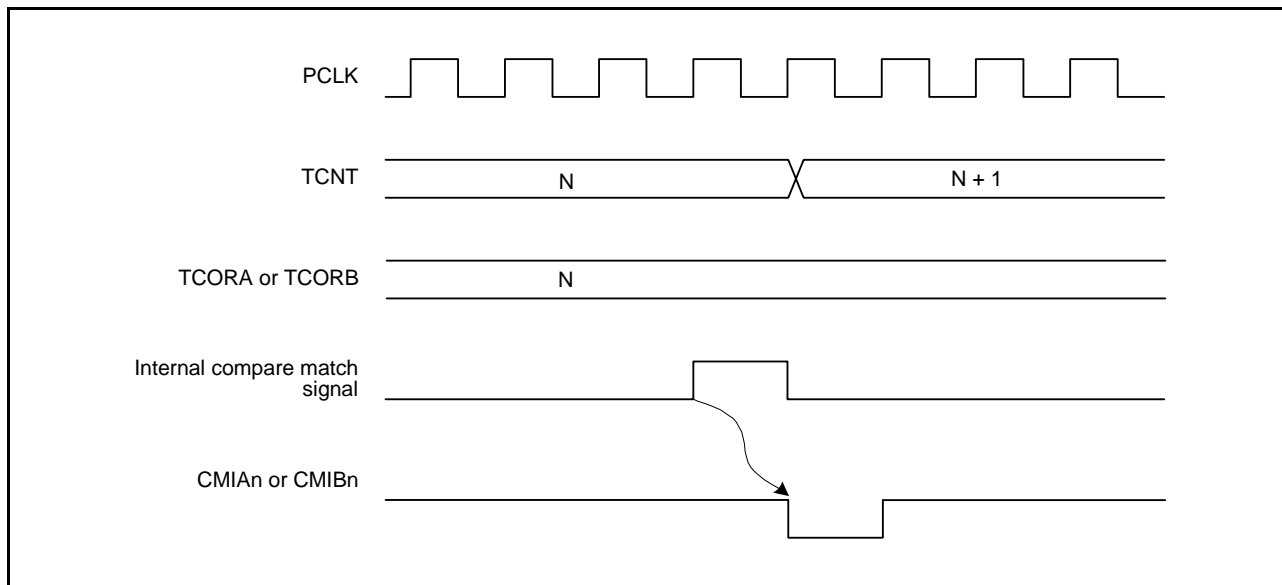 PCLK
TCNT
N
N + 1
TCORA or TCORB
N
Internal compare match
signal
CMIAn or CMIBn